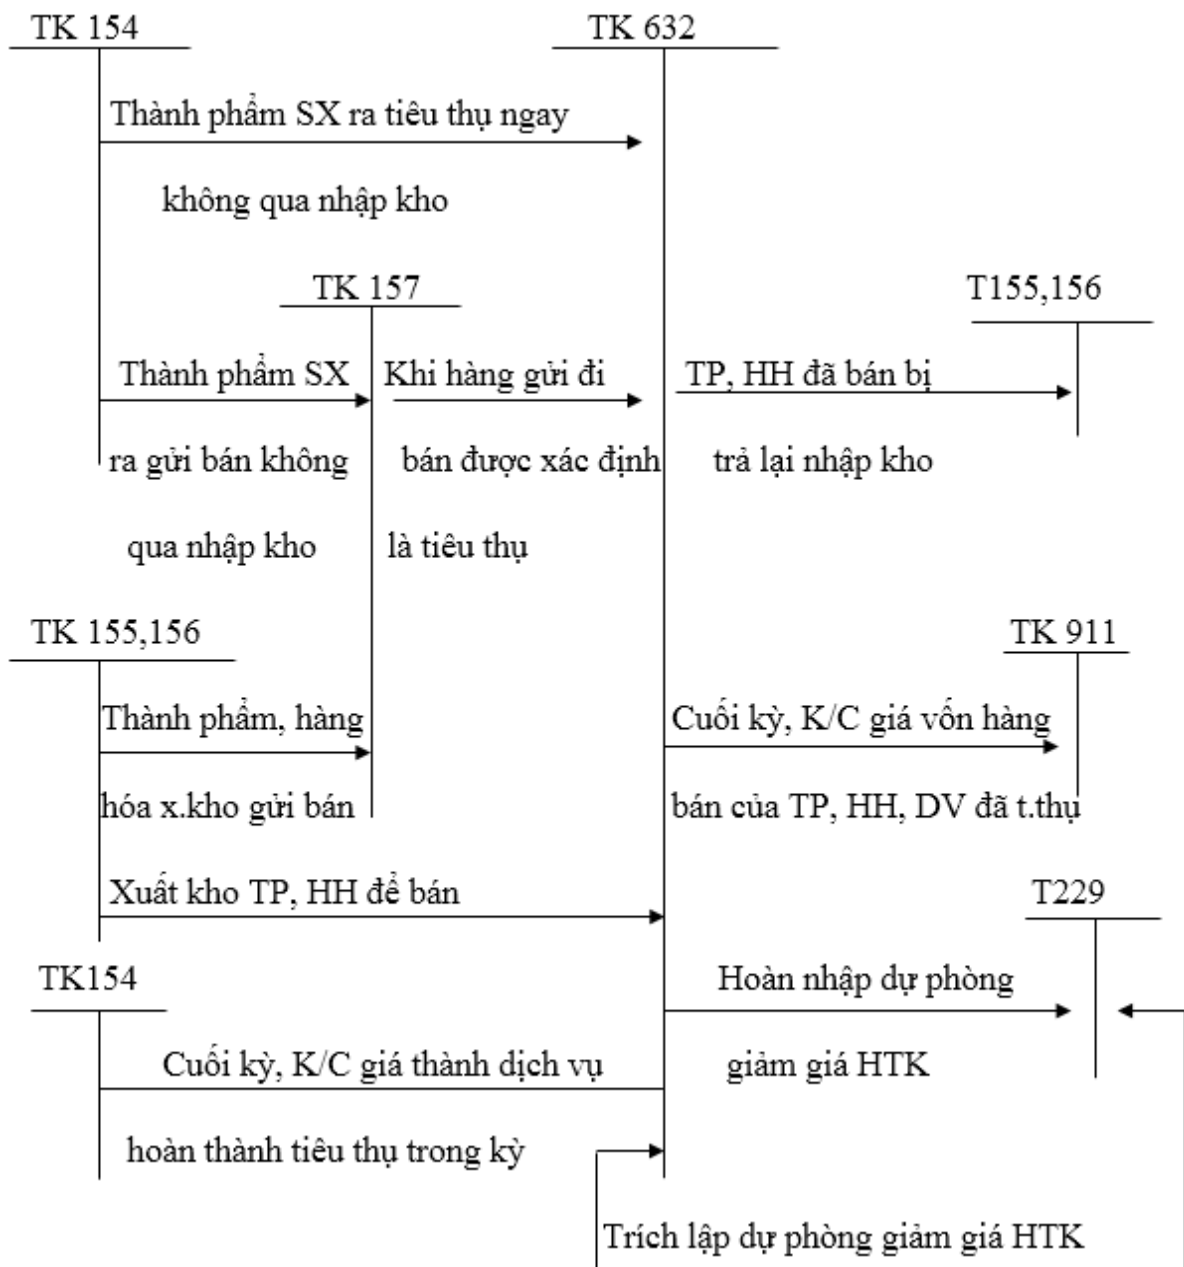 TK 154
TK 632
Thành phẩm SX ra tiêu thụ ngay
không qua nhập kho
TK 157
T155,156
Thành phẩm SX
Khi hàng gửi đi
TP, HH đã bán bị
ra gửi bán không
bán được xác định
trả lại nhập kho
qua nhập kho
là tiêu thụ
TK 155,156
TK 911
Thành phẩm, hàng
Cuối kỳ, K/C giá vốn hàng
hóa x.kho gửi bán
bán của TP, HH, DV đã t.thụ
Xuất kho TP, HH để bán
T229
TK154
Hoàn nhập dự phòng
Cuối kỳ, K/C giá thành dịch vụ
giảm giá HTK
hoàn thành tiêu thụ trong kỳ
Trích lập dự phòng giảm giá HTK